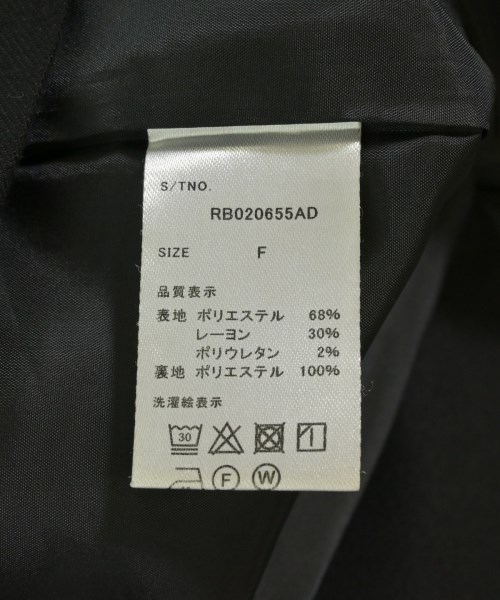 S/TNO.
RB020655AD
SIZE F
品質表示
表地 ポリエステル 68%
レーヨン 30%
ポリウレタン 2%
裏地 ポリエステル 100%
洗濯絵表示
30
F W